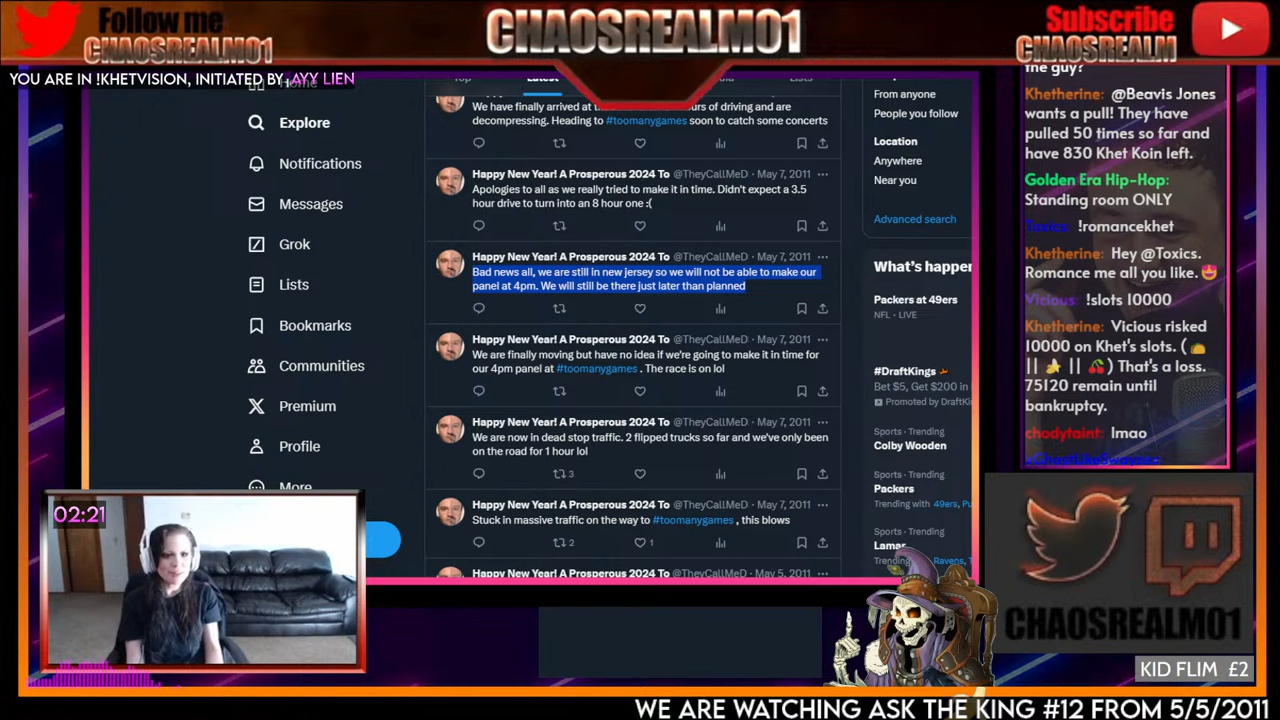 Follow me
CHAOSREALM01
CHAOSREALM01
Subscribe
CHAOSREALM
YOU ARE IN !KHETVISION, INITIATED BY AYY LIEN
Home
Explore
Notifications
Messages
Grok
Lists
Bookmarks
Communities
Premium
Profile
More
Top
Latest
Lists
We have finally arrived at
of driving and are
decompressing. Heading to #toomanygames soon to catch some concerts
Happy New Year! A Prosperous 2024 To @TheyCallMeD · May 7, 2011
Apologies to all as we really tried to make it in time. Didn't expect a 3.5
hour drive to turn into an 8 hour one :(
Happy New Year! A Prosperous 2024 To @TheyCallMeD · May 7, 2011
Bad news all, we are still in new jersey so we will not be able to make our
panel at 4pm. We will still be there just later than planned
Happy New Year! A Prosperous 2024 To @TheyCallMeD · May 7, 2011
We are finally moving but have no idea if we're going to make it in time for
our 4pm panel at #toomanygames . The race is on lol
Happy New Year! A Prosperous 2024 To @TheyCallMeD · May 7, 2011
We are now in dead stop traffic. 2 flipped trucks so far and we've only been
on the road for 1 hour lol
3
Happy New Year! A Prosperous 2024 To @TheyCallMeD · May 7, 2011
Stuck in massive traffic on the way to #toomanygames , this blows
2 1
Happy New Year! A Prosperous 2024 To @TheyCallMeD · May 5, 2011
From anyone
People you follow
Location
Anywhere
Near you
Advanced search
What's happen
Packers at 49ers
NFL · LIVE
#DraftKings
Bet $5, Get $200 in
Promoted by DraftKi
Sports · Trending
Colby Wooden
Sports · Trending
Packers
Trending with 49ers, Pu
Sports · Trending
Lamar
Ravens, T
the guy?
Khetherine: @Beavis Jones
wants a pull! They have
pulled 50 times so far and
have 830 Khet Koin left.
Golden Era Hip-Hop:
Standing room ONLY
Toxics: !romancekhet
Khetherine: Hey @Toxics.
Romance me all you like. 😍
Vicious: !slots 10000
Khetherine: Vicious risked
10000 on Khet's slots. ( 🌮
|| 🍌 || 🍒 ) That's a loss.
75120 remain until
bankruptcy.
chodytaint: lmao
02:21
CHAOSREALM01
KID FLIM £2
WE ARE WATCHING ASK THE KING #12 FROM 5/5/2011